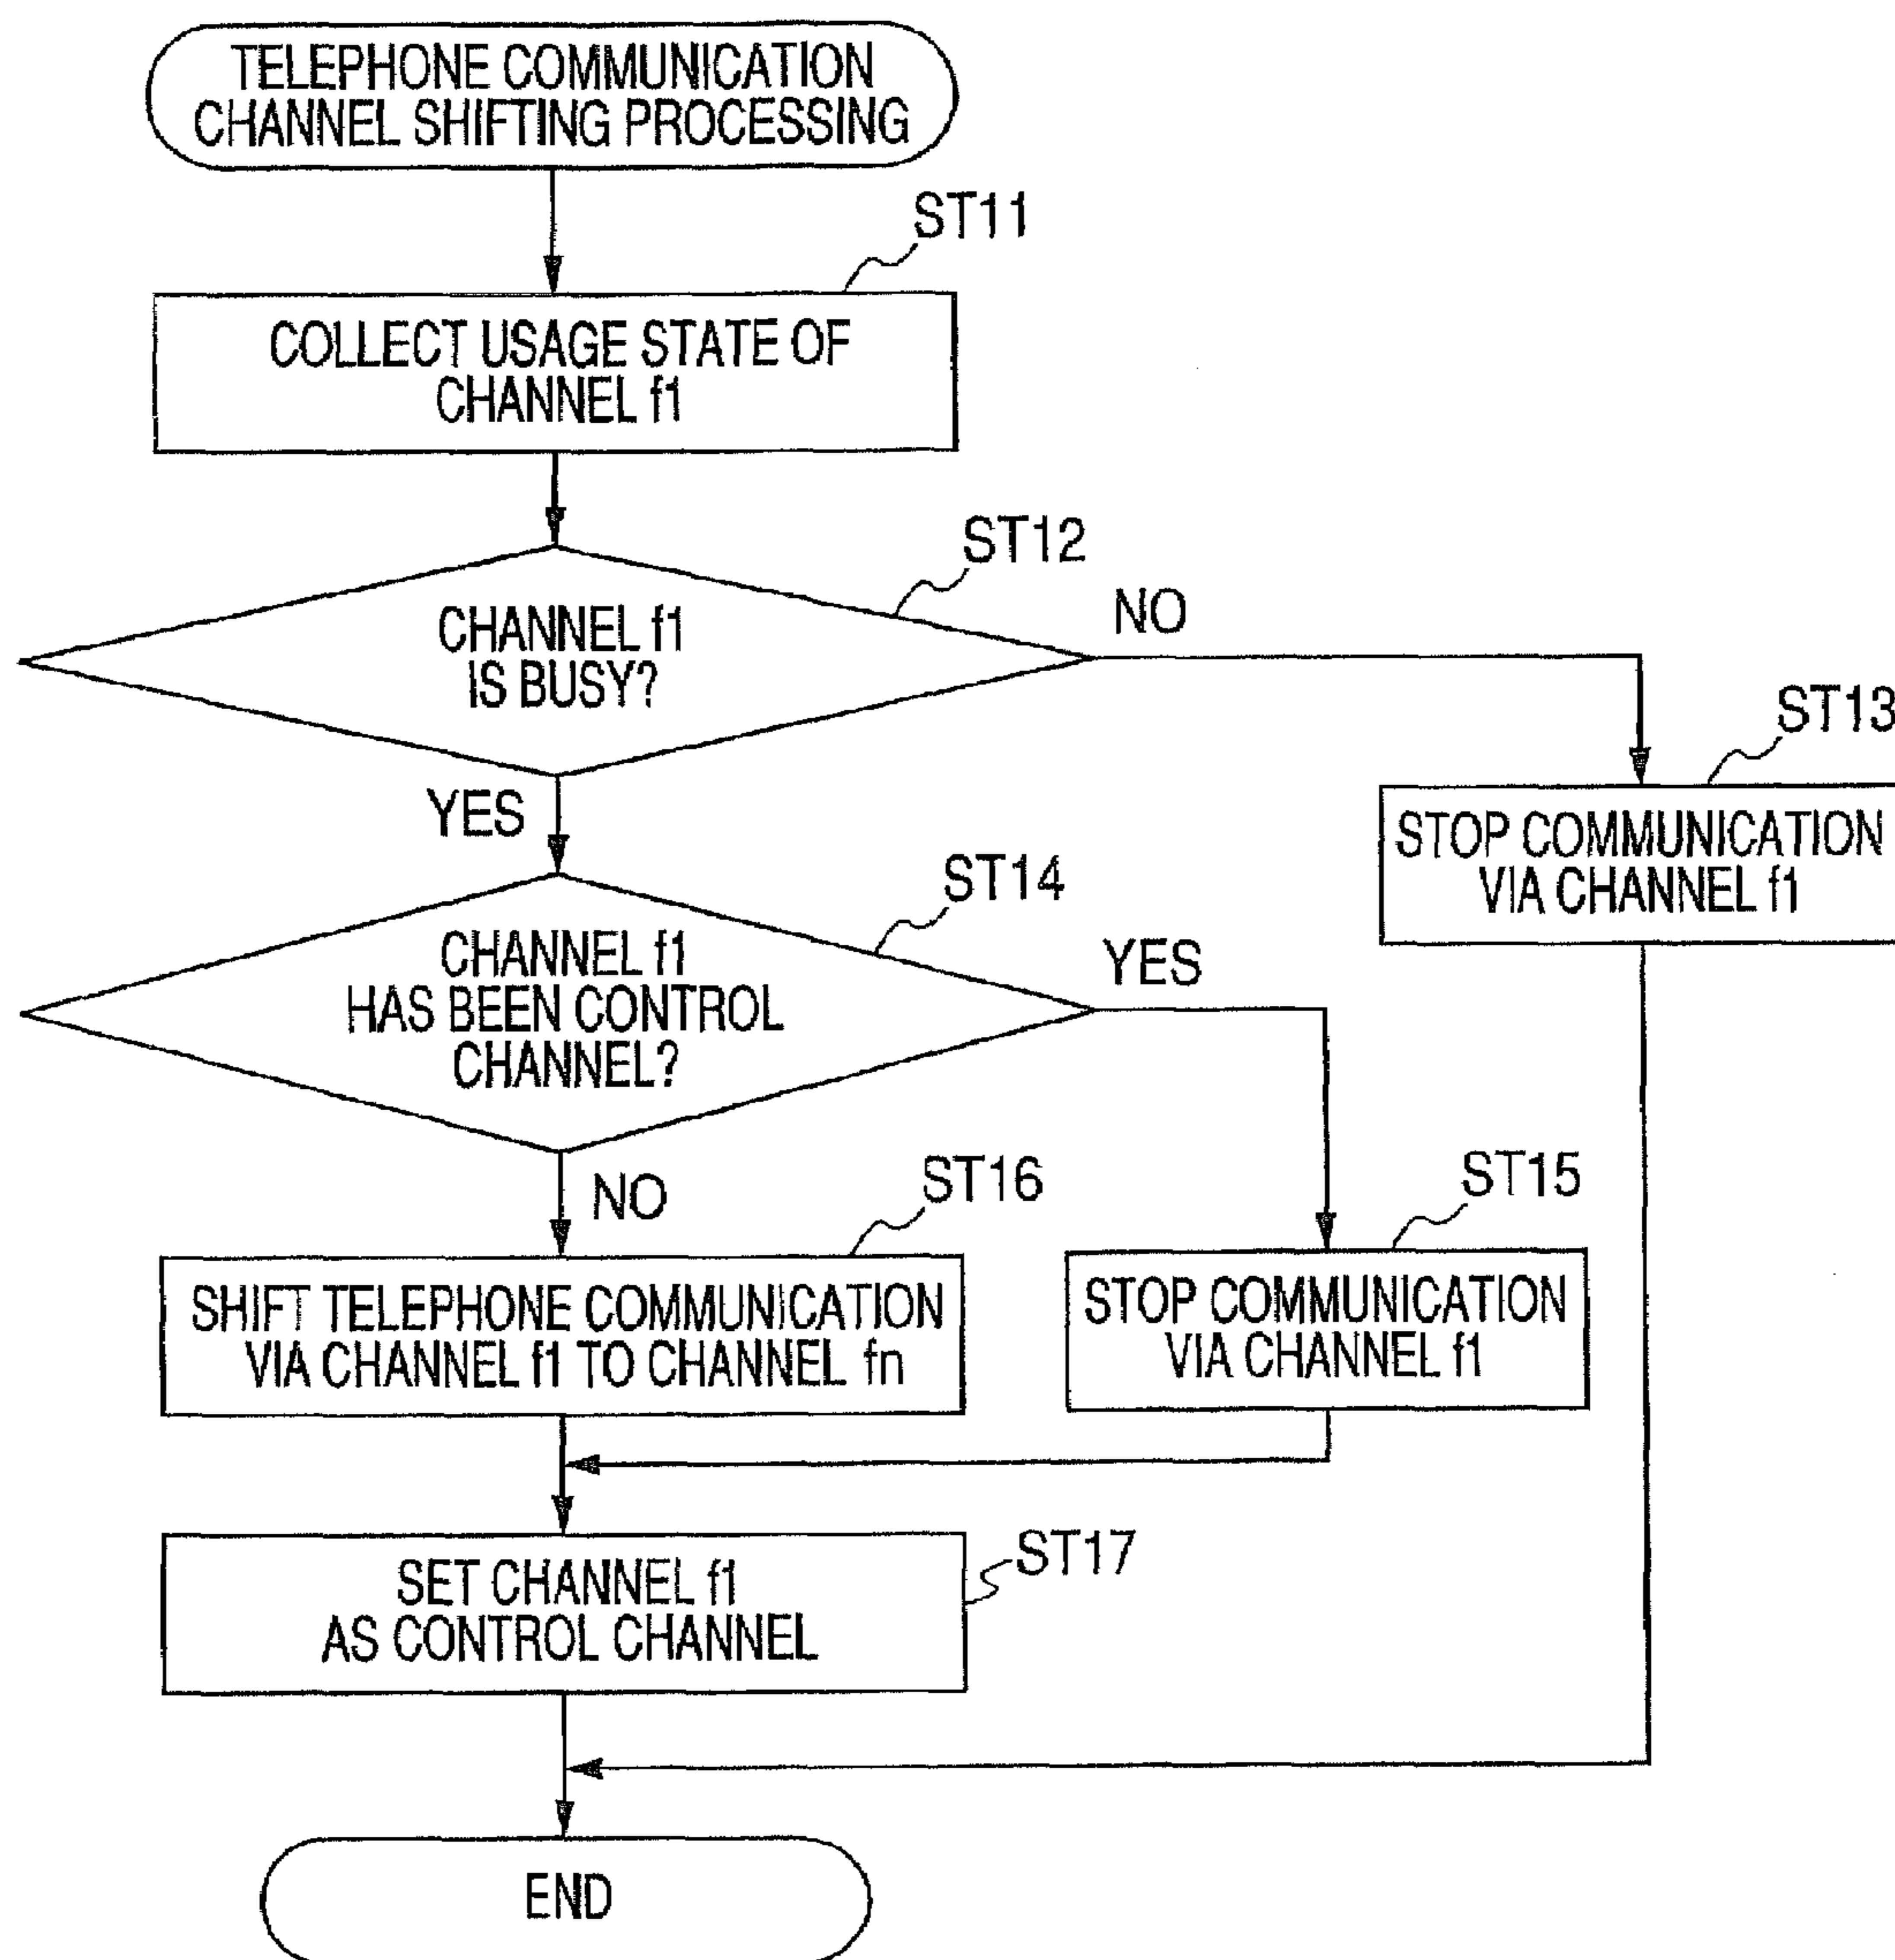 TELEPHONE COMMUNICATION
CHANNEL SHIFTING PROCESSING
ST11
COLLECT USAGE STATE OF
CHANNEL f1
ST12
CHANNEL f1
IS BUSY?
NO
YES
ST13
STOP COMMUNICATION
VIA CHANNEL f1
ST14
CHANNEL f1
HAS BEEN CONTROL
CHANNEL?
YES
NO
ST16
SHIFT TELEPHONE COMMUNICATION
VIA CHANNEL f1 TO CHANNEL fn
ST15
STOP COMMUNICATION
VIA CHANNEL f1
ST17
SET CHANNEL f1
AS CONTROL CHANNEL
END